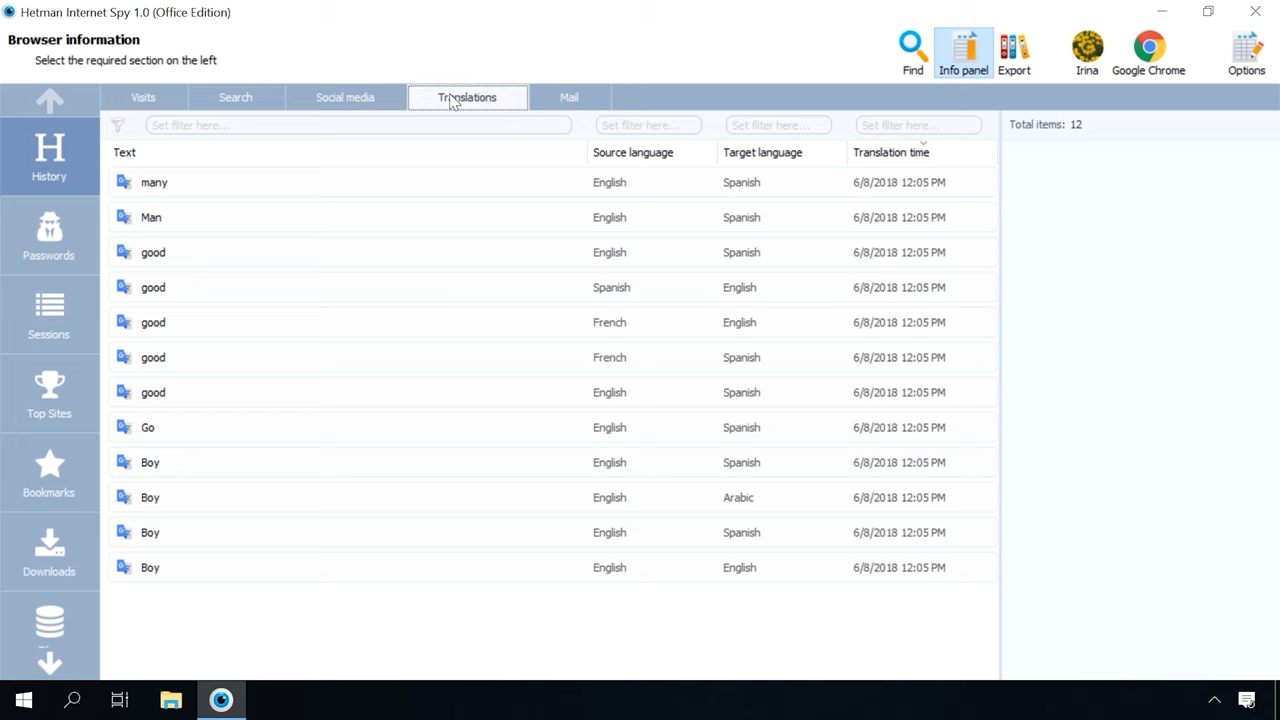 Hetman Internet Spy 1.0 (Office Edition)
Browser information
Select the required section on the left
Find
Info panel
Export
Irina
Google Chrome
Options
Visits
Search
Social media
Translations
Mail
History
Passwords
Sessions
Top Sites
Bookmarks
Downloads
Set filter here... Set filter here... Set filter here... Set filter here...
Total items: 12
Text Source language Target language Translation time
many English Spanish 6/8/2018 12:05 PM
Man English Spanish 6/8/2018 12:05 PM
good English Spanish 6/8/2018 12:05 PM
good Spanish English 6/8/2018 12:05 PM
good French English 6/8/2018 12:05 PM
good French Spanish 6/8/2018 12:05 PM
good English Spanish 6/8/2018 12:05 PM
Go English Spanish 6/8/2018 12:05 PM
Boy English Spanish 6/8/2018 12:05 PM
Boy English Arabic 6/8/2018 12:05 PM
Boy English Spanish 6/8/2018 12:05 PM
Boy English English 6/8/2018 12:05 PM